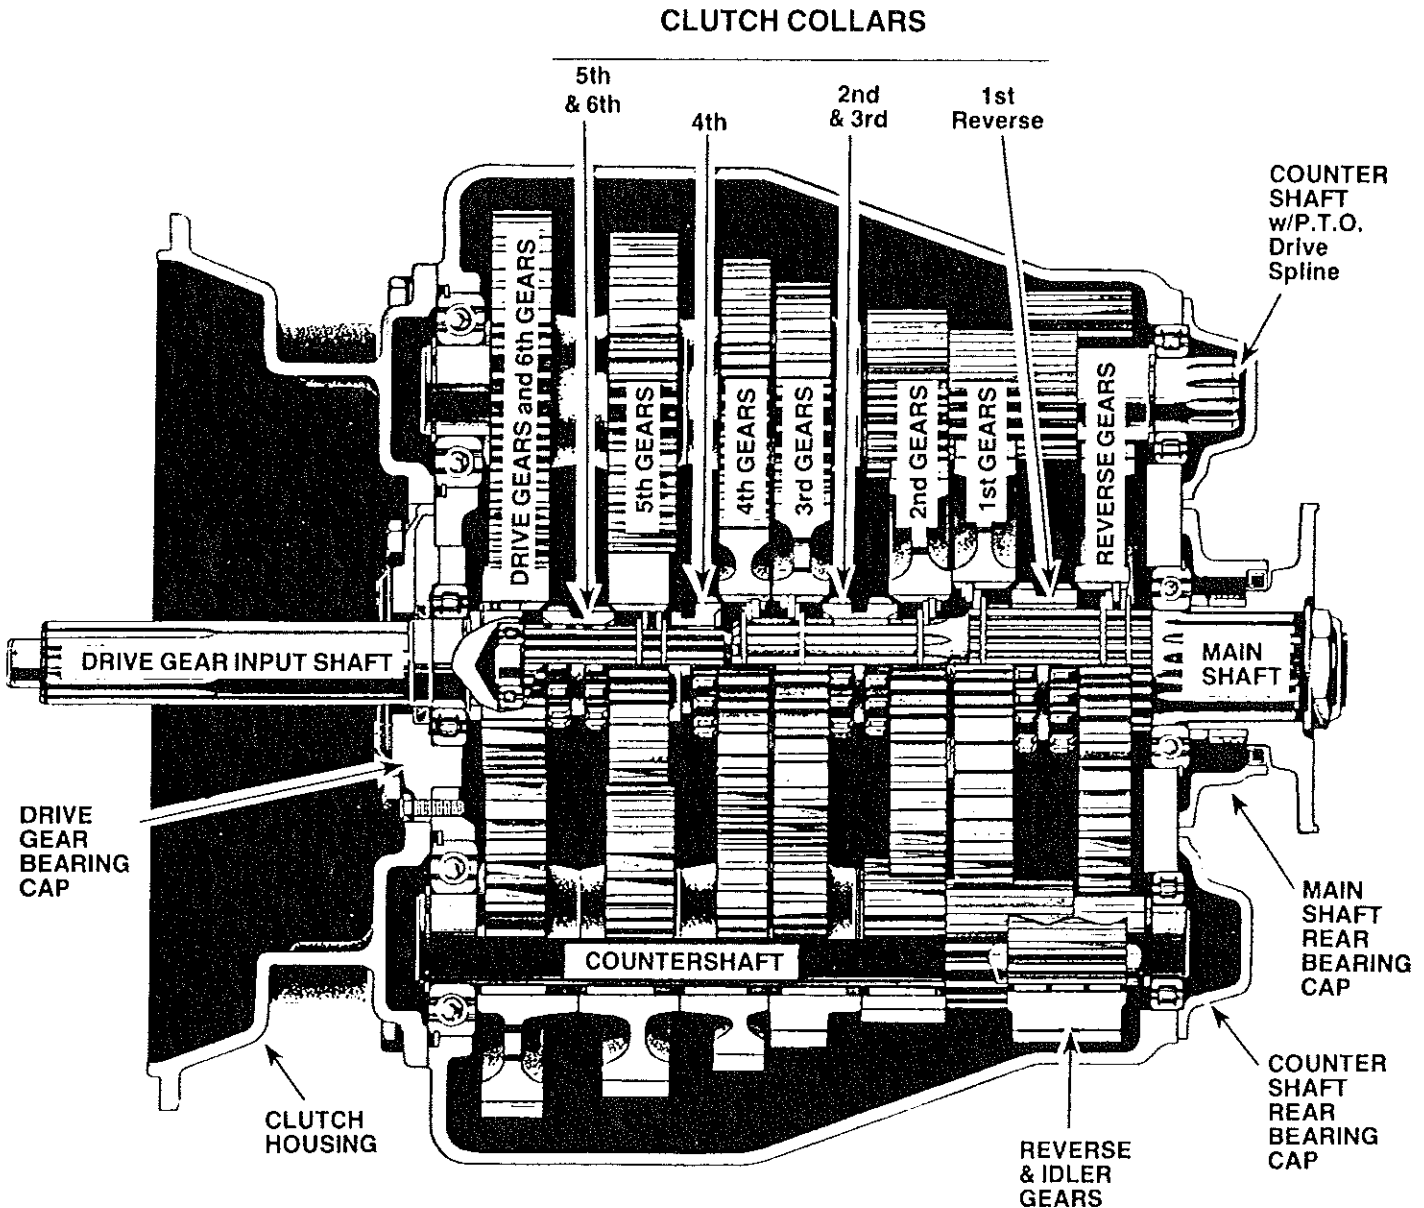 CLUTCH COLLARS
5th
& 6th
4th
2nd
& 3rd
1st
Reverse
COUNTER
SHAFT
w/P.T.O.
Drive
Spline
DRIVE GEARS and 6th GEARS
5th GEARS
4th GEARS
3rd GEARS
2nd GEARS
1st GEARS
REVERSE GEARS
DRIVE GEAR INPUT SHAFT
MAIN
SHAFT
DRIVE
GEAR
BEARING
CAP
COUNTERSHAFT
MAIN
SHAFT
REAR
BEARING
CAP
CLUTCH
HOUSING
REVERSE
& IDLER
GEARS
COUNTER
SHAFT
REAR
BEARING
CAP